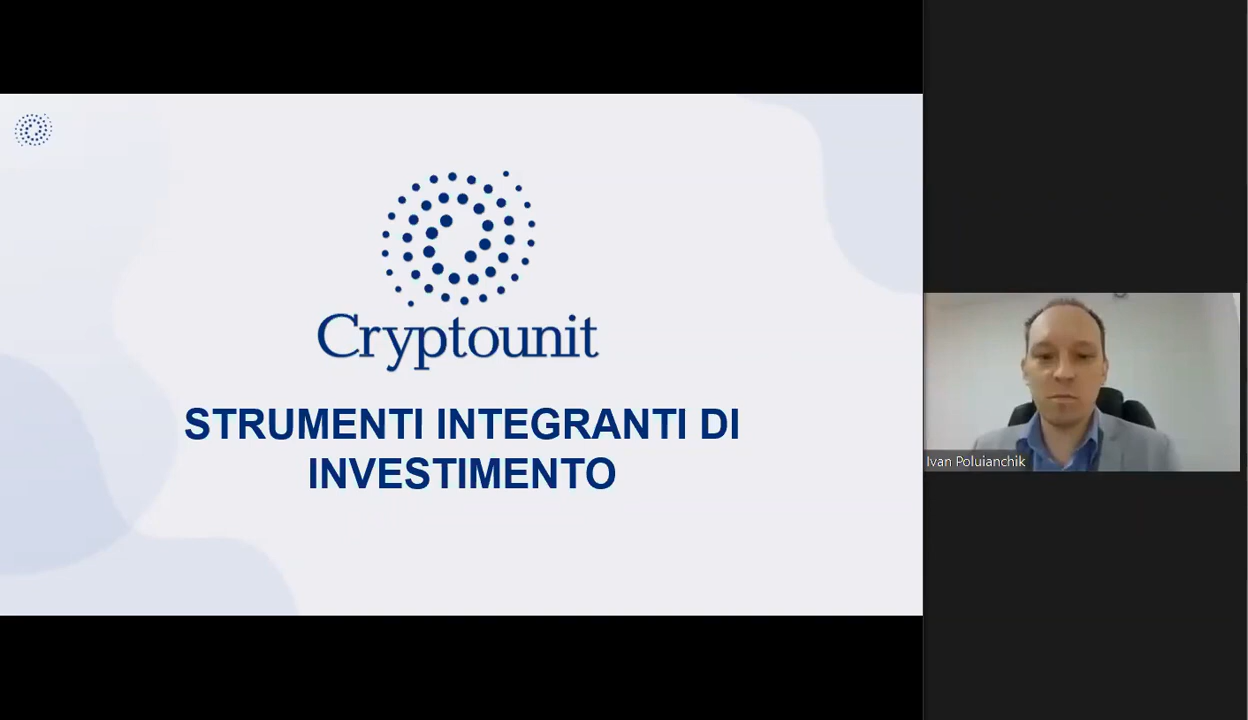 Cryptounit
STRUMENTI INTEGRANTI DI
INVESTIMENTO
Ivan Poluianchik